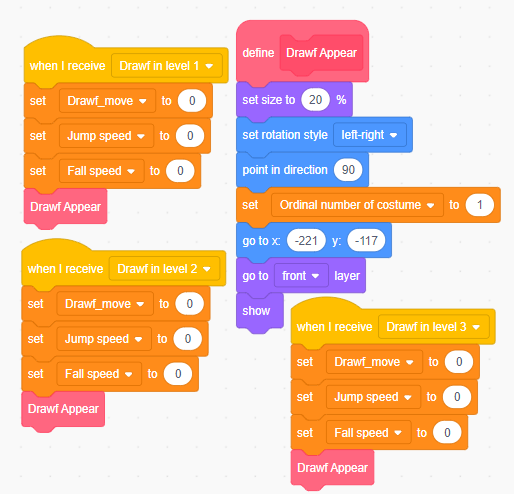 when I receive Drawf in level 1
set Drawf_move to 0
set Jump speed to 0
set Fall speed to 0
Drawf Appear
when I receive Drawf in level 2
set Drawf_move to 0
set Jump speed to 0
set Fall speed to 0
Drawf Appear
define Drawf Appear
set size to 20 %
set rotation style left-right
point in direction 90
set Ordinal number of costume to 1
go to x: -221 y: -117
go to front layer
show
when I receive Drawf in level 3
set Drawf_move to 0
set Jump speed to 0
set Fall speed to 0
Drawf Appear